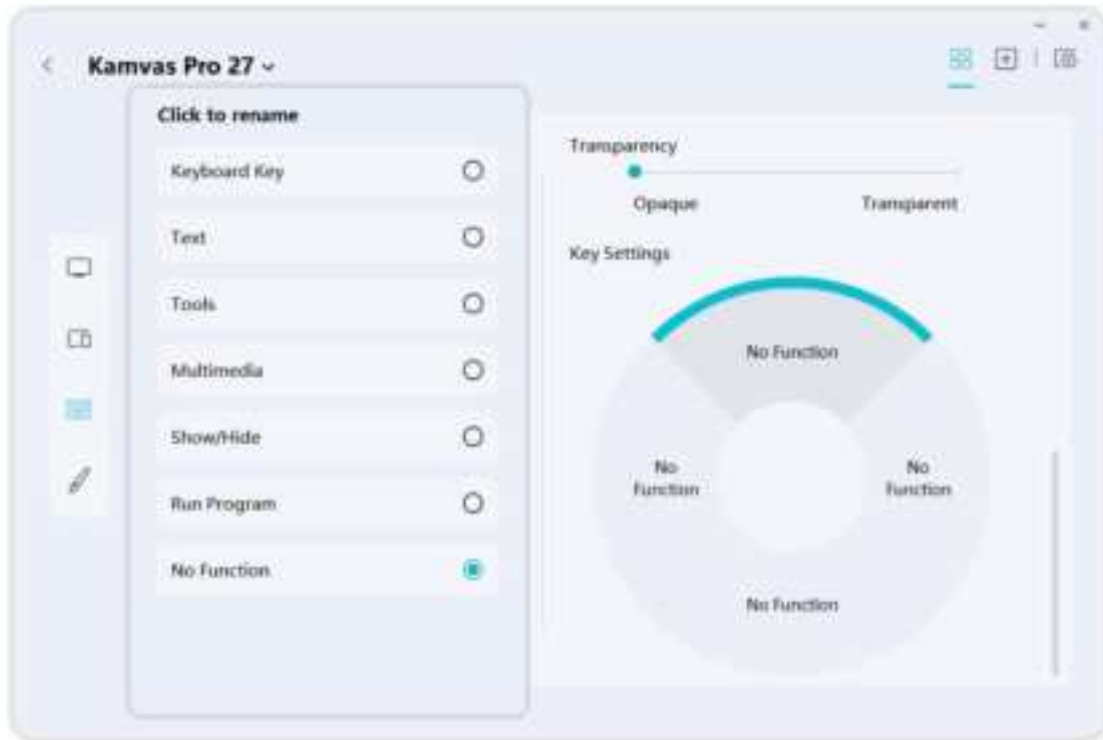 Kamvas Pro 27
Click to rename
Keyboard Key
Text
Tools
Multimedia
Show/Hide
Run Program
No Function
Transparency
Opaque
Transparent
Key Settings
No Function
No
Function
No
Function
No Function